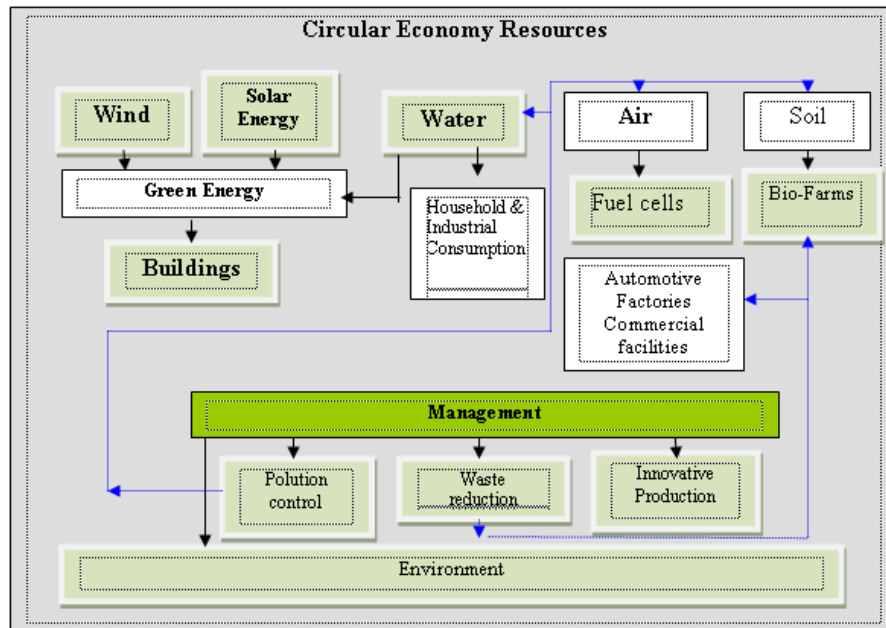 Circular Economy Resources
Wind
Solar
Energy
Water
Air
Soil
Green Energy
Household &
Industrial
Consumption
Fuel cells
Bio-Farms
Buildings
Automotive
Factories
Commercial
facilities
Management
Polution
control
Waste
reduction
Innovative
Production
Environment